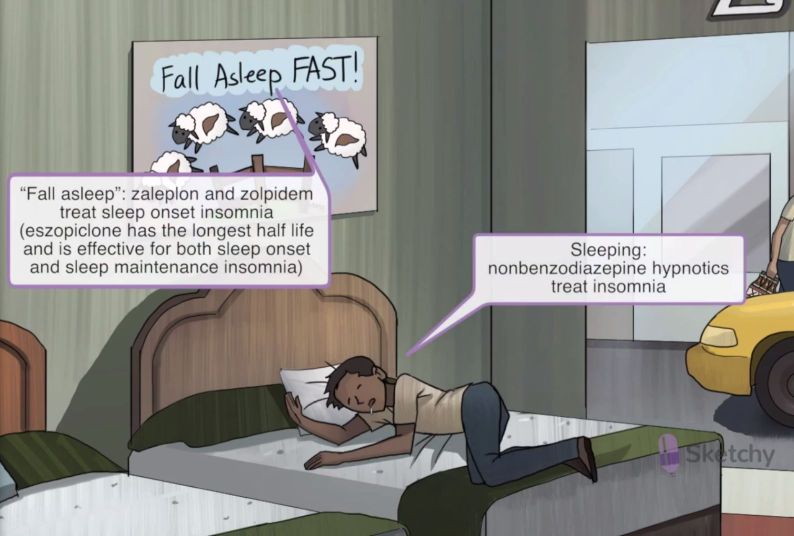 Fall Asleep FAST!
“Fall asleep”: zaleplon and zolpidem
treat sleep onset insomnia
(eszopiclone has the longest half life
and is effective for both sleep onset
and sleep maintenance insomnia)
Sleeping:
nonbenzodiazepine hypnotics
treat insomnia
Sketchy